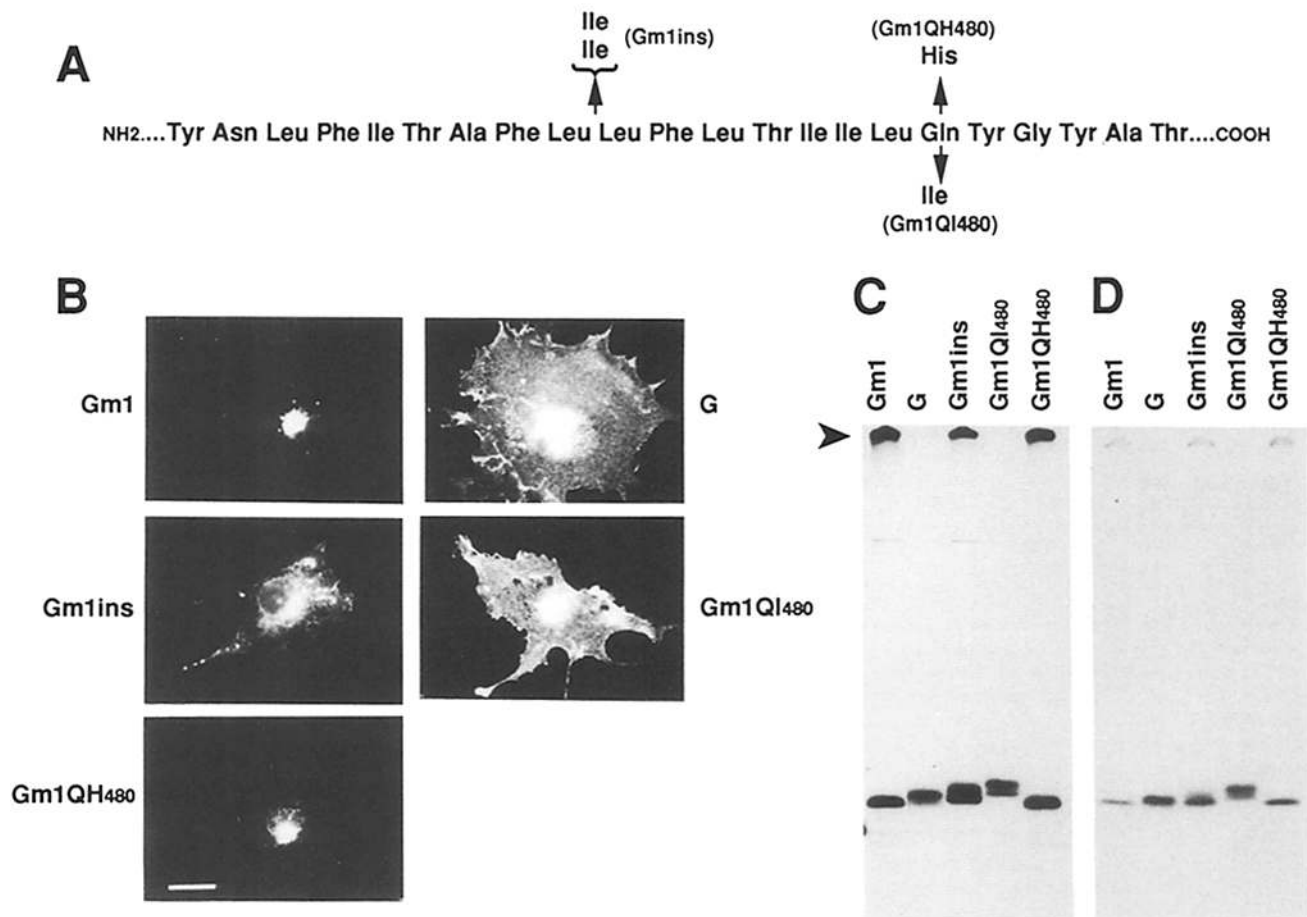 A
Ile
Ile
(Gm1ins)
(Gm1QH480)
His
NH2....Tyr Asn Leu Phe Ile Thr Ala Phe Leu Leu Phe Leu Thr Ile Ile Leu Gln Tyr Gly Tyr Ala Thr....COOH
Ile
(Gm1QI480)
B
Gm1
G
Gm1ins
Gm1QI480
Gm1QH480
C
Gm1
G
Gm1ins
Gm1QI480
Gm1QH480
D
Gm1
G
Gm1ins
Gm1QI480
Gm1QH480